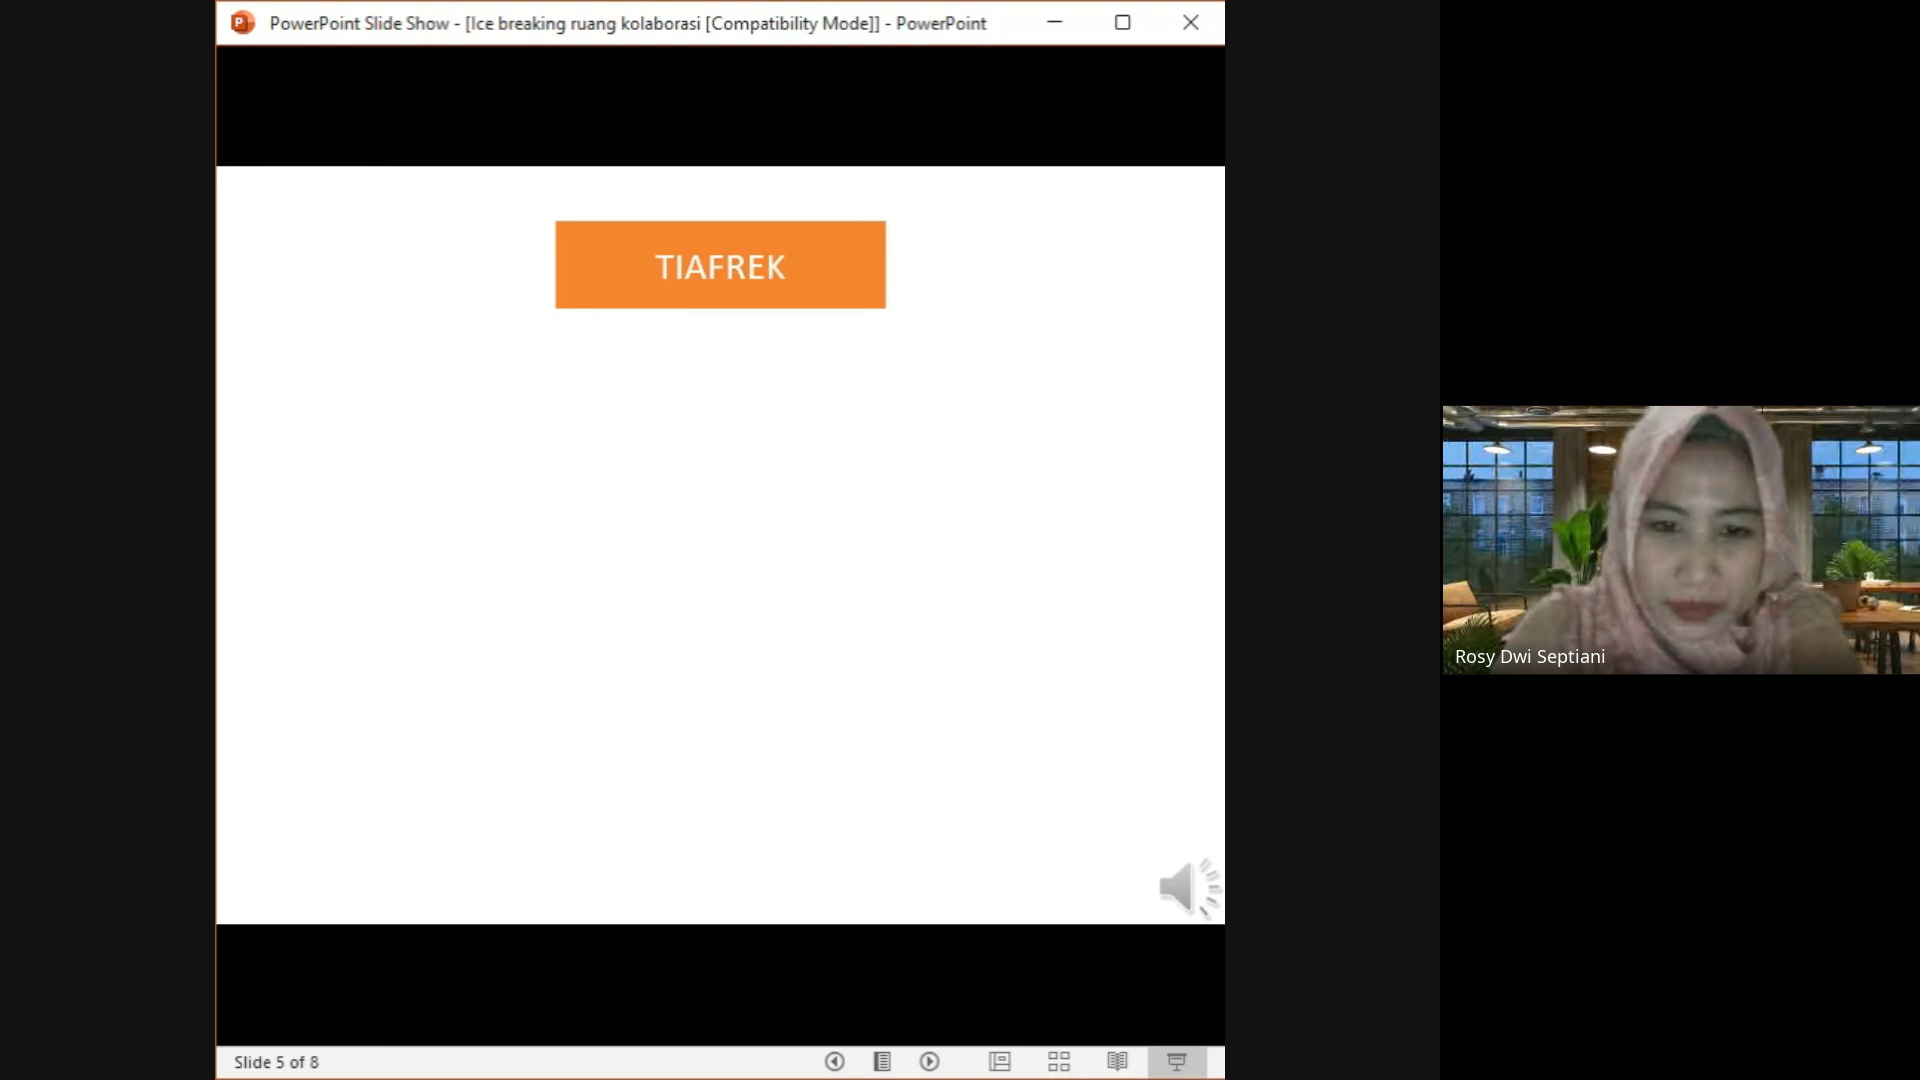 PowerPoint Slide Show - [Ice breaking ruang kolaborasi [Compatibility Mode]] - PowerPoint
TIAFREK
Rosy Dwi Septiani
Slide 5 of 8